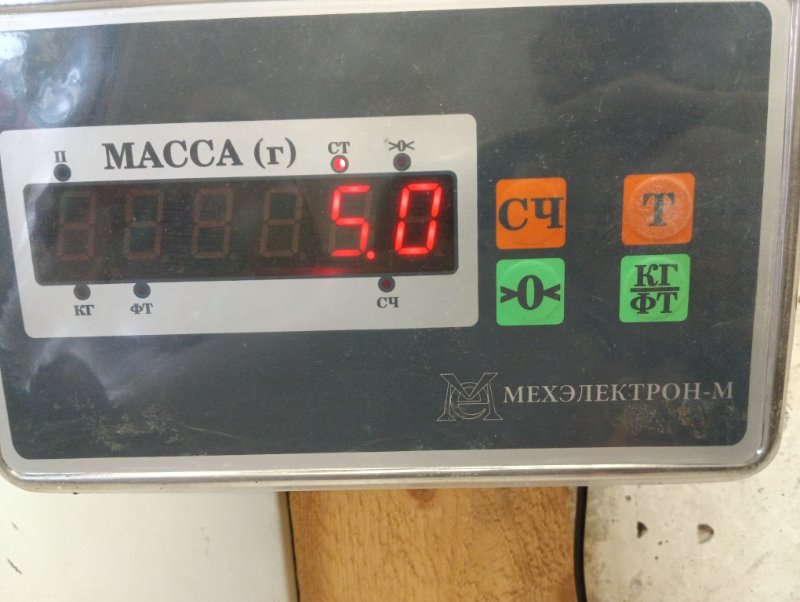 П МАССА (г) СТ >0<
5.0
КГ ФТ СЧ
СЧ Т
>0< КГ/ФТ
МЕХЭЛЕКТРОН-М